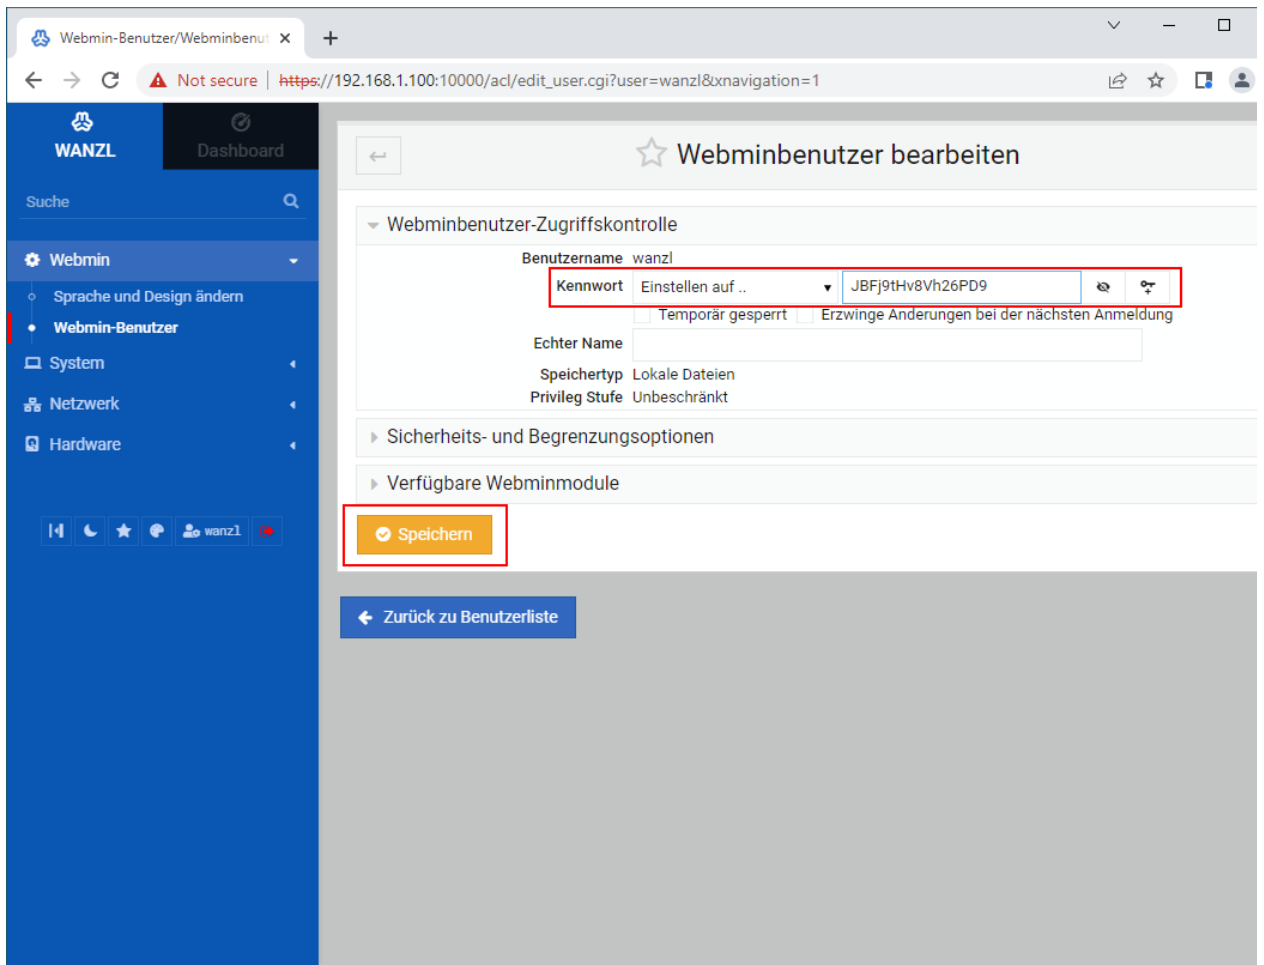 Webmin-Benutzer/Webminbenut
Not secure | https://192.168.1.100:10000/acl/edit_user.cgi?user=wanzl&xnavigation=1
WANZL
Dashboard
Suche
Webmin
Sprache und Design ändern
Webmin-Benutzer
System
Netzwerk
Hardware
wanzl
Webminbenutzer bearbeiten
Webminbenutzer-Zugriffskontrolle
Benutzername wanzl
Kennwort Einstellen auf .. JBFj9tHv8Vh26PD9
Temporär gesperrt Erzwinge Änderungen bei der nächsten Anmeldung
Echter Name
Speichertyp Lokale Dateien
Privileg Stufe Unbeschränkt
Sicherheits- und Begrenzungsoptionen
Verfügbare Webminmodule
Speichern
Zurück zu Benutzerliste